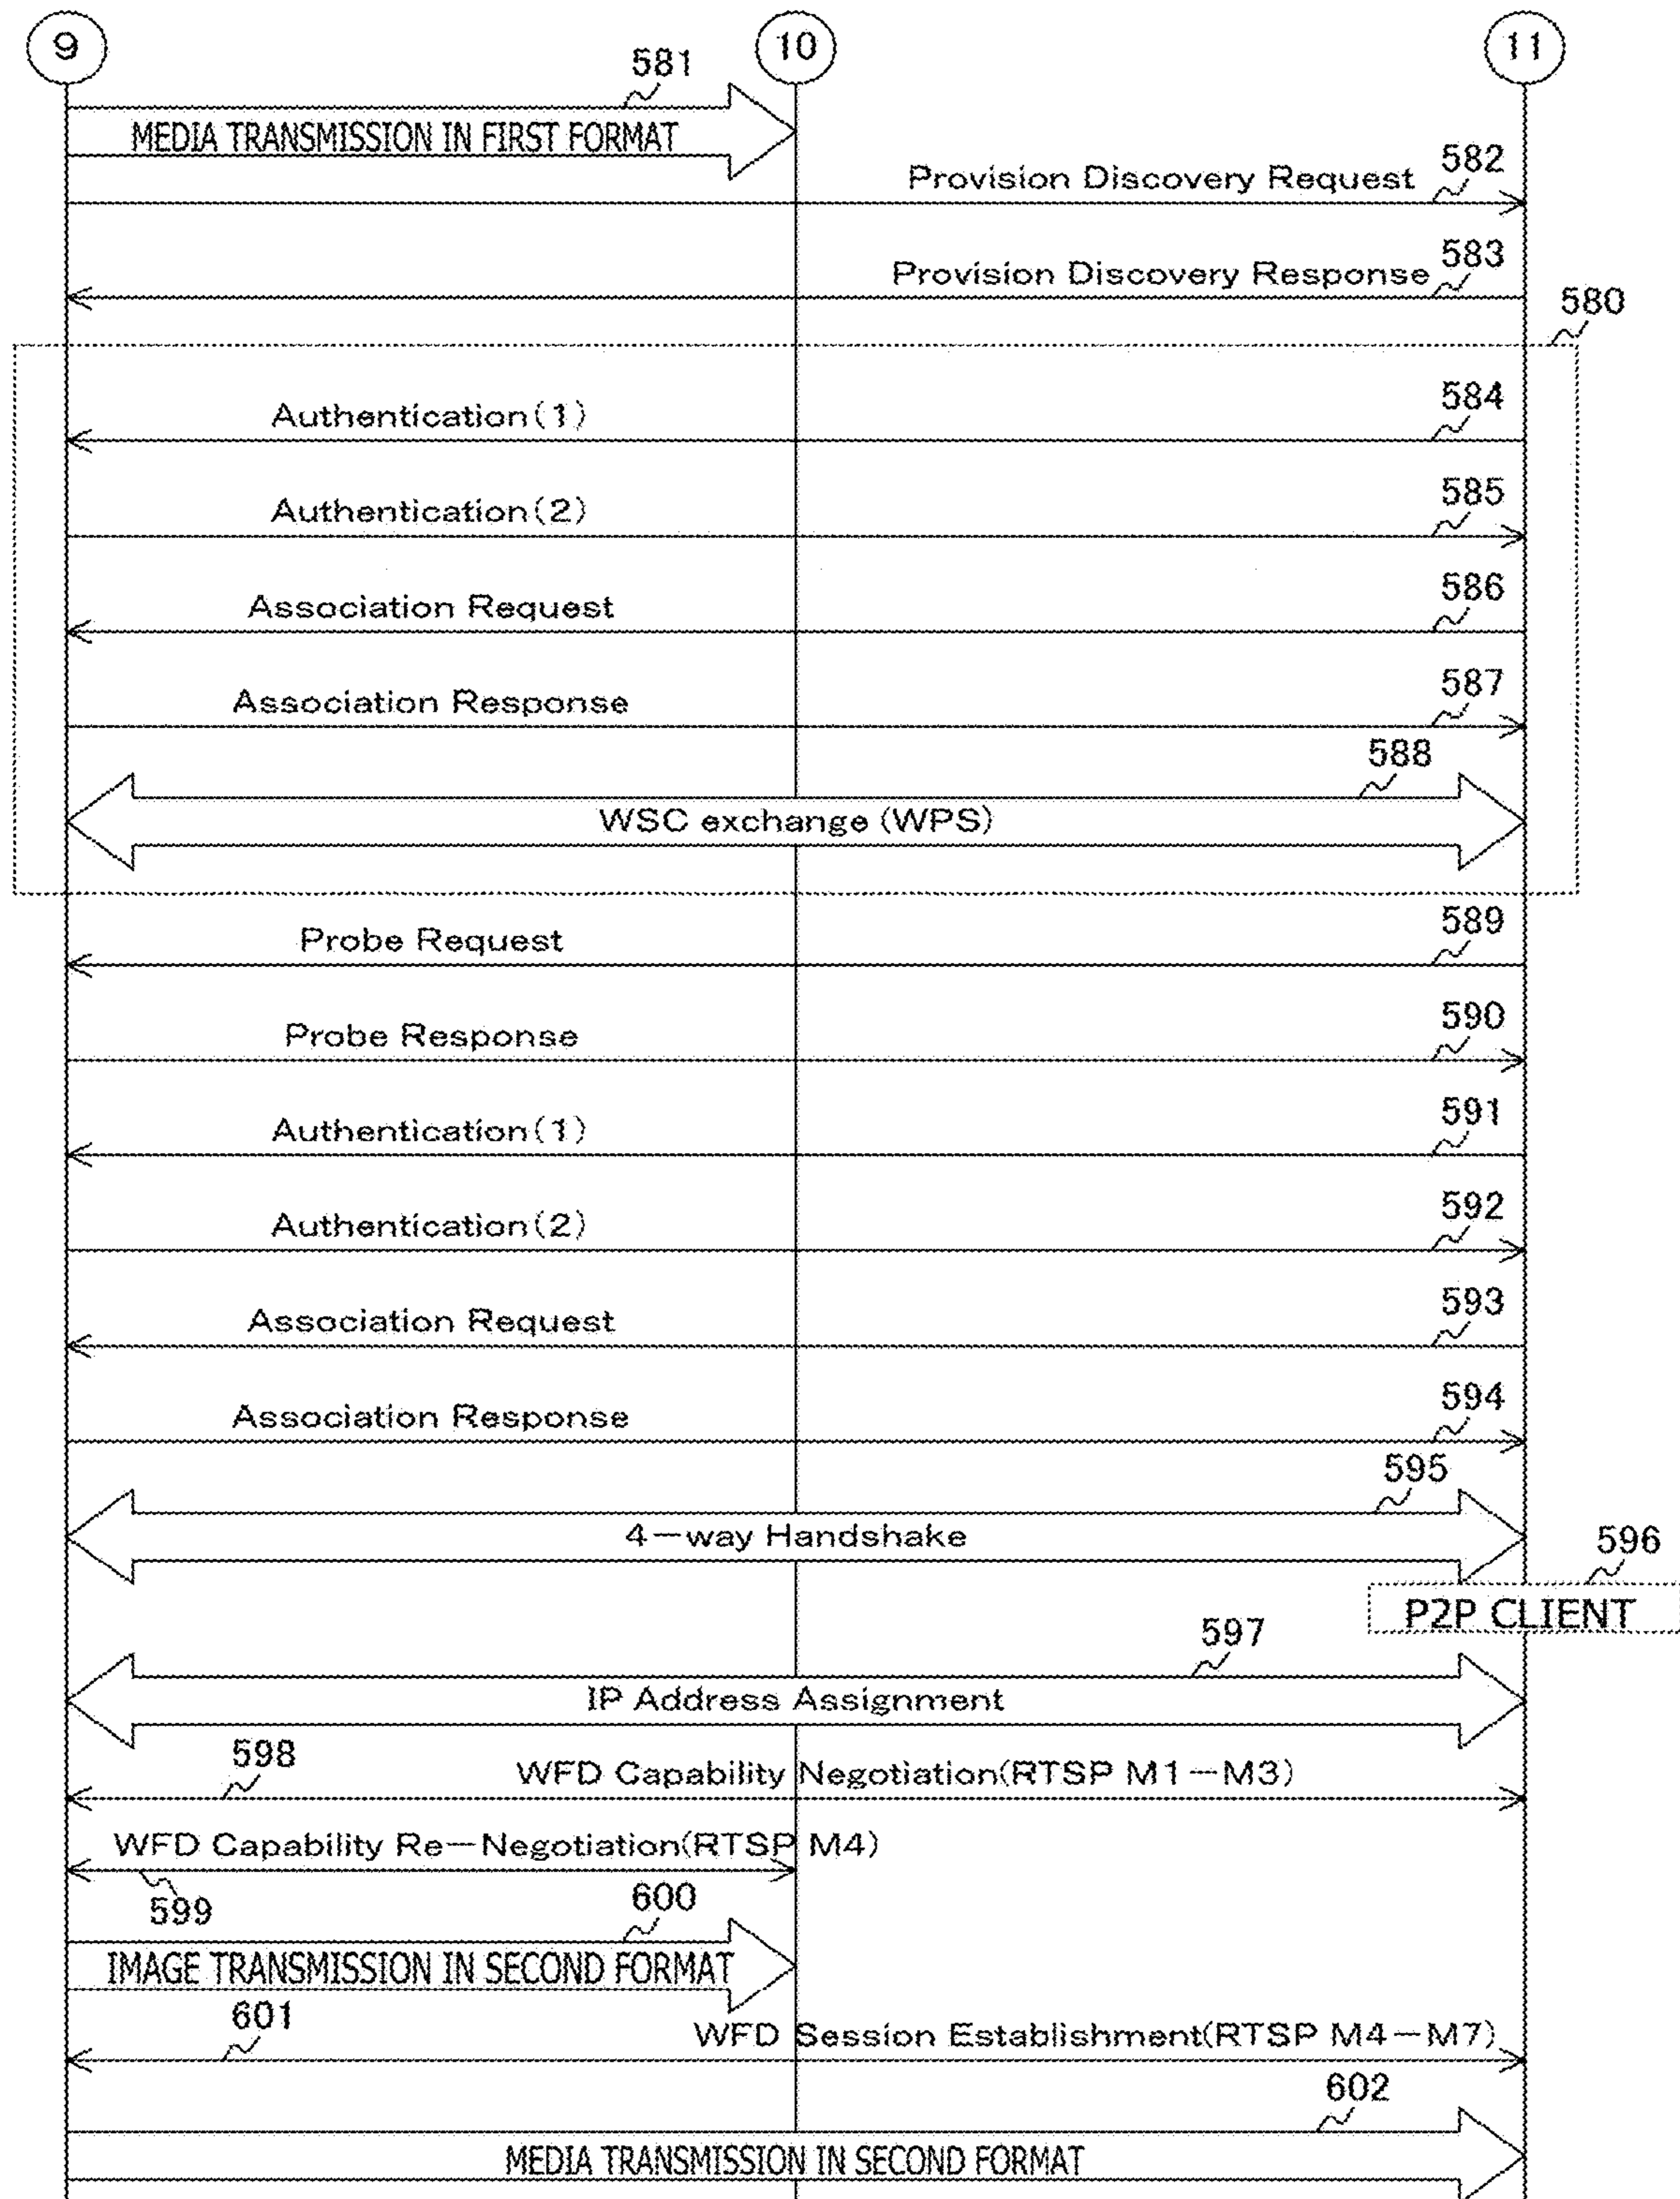 9
10
11
581
MEDIA TRANSMISSION IN FIRST FORMAT
582
Provision Discovery Request
583
Provision Discovery Response
580
584
Authentication(1)
585
Authentication(2)
586
Association Request
587
Association Response
588
WSC exchange (WPS)
589
Probe Request
590
Probe Response
591
Authentication(1)
592
Authentication(2)
593
Association Request
594
Association Response
595
4-way Handshake
596
P2P CLIENT
597
IP Address Assignment
598
WFD Capability Negotiation(RTSP M1-M3)
WFD Capability Re-Negotiation(RTSP M4)
599
600
IMAGE TRANSMISSION IN SECOND FORMAT
601
WFD Session Establishment(RTSP M4-M7)
602
MEDIA TRANSMISSION IN SECOND FORMAT